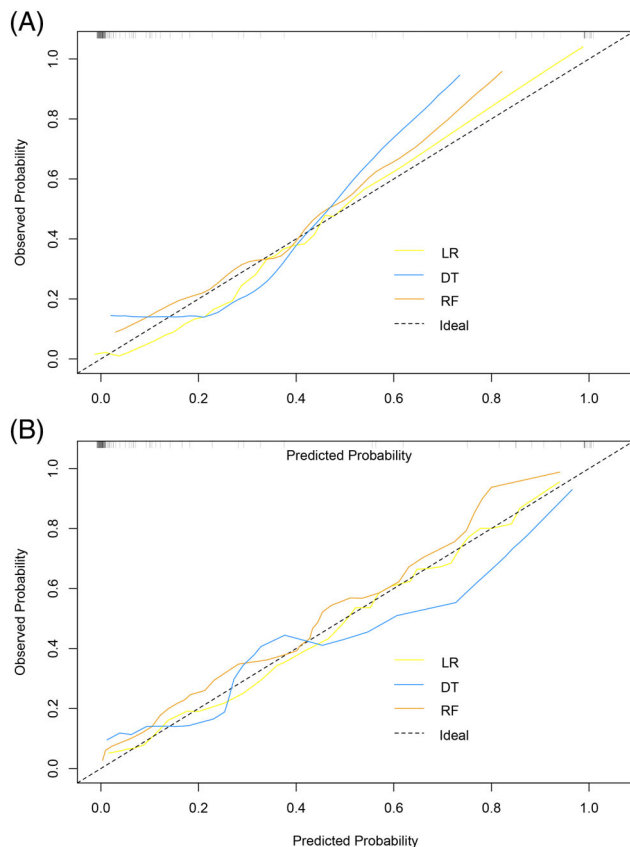 (A)
Observed Probability
1.0
0.8
0.6
0.4
0.2
0.0
LR
DT
RF
Ideal
0.0 0.2 0.4 0.6 0.8 1.0
(B)
Predicted Probability
Observed Probability
1.0
0.8
0.6
0.4
0.2
0.0
LR
DT
RF
Ideal
0.0 0.2 0.4 0.6 0.8 1.0
Predicted Probability